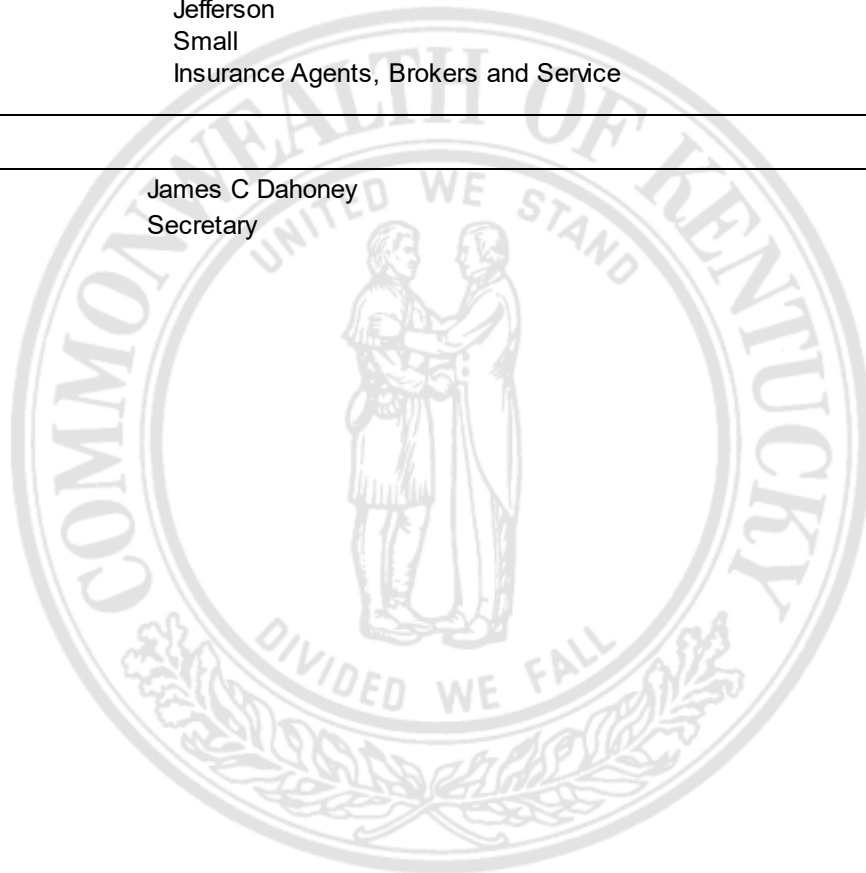 Jefferson
Small
Insurance Agents, Brokers and Service
James C Dahoney
Secretary
COMMONWEALTH OF KENTUCKY
UNITED WE STAND
DIVIDED WE FALL